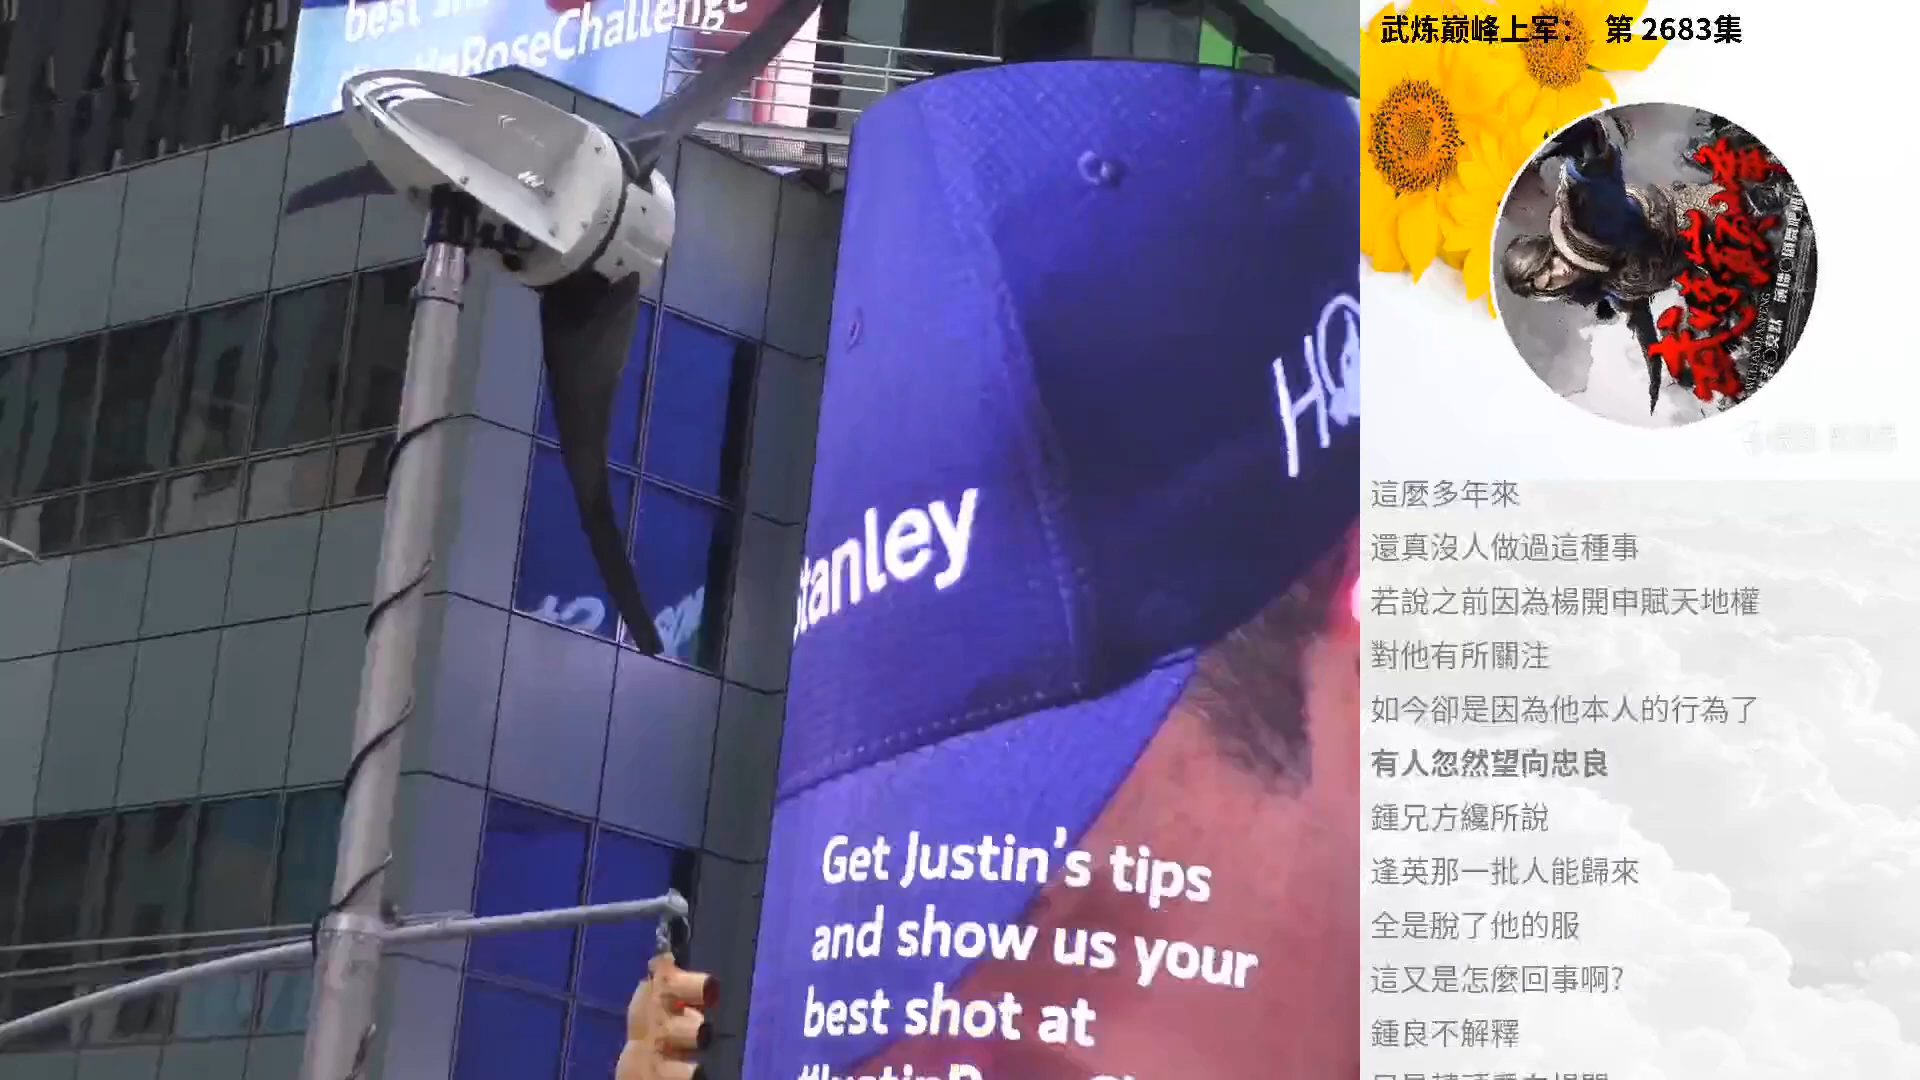 best
RoseChallenge
tanley
Get Justin's tips
and show us your
best shot at
武炼巅峰上军: 第 2683集
這麼多年來
還真沒人做過這種事
若說之前因為楊開申賦天地權
對他有所關注
如今卻是因為他本人的行為了
有人忽然望向忠良
鍾兄方纔所說
逢英那一批人能歸來
全是脫了他的服
這又是怎麼回事啊?
鍾良不解釋